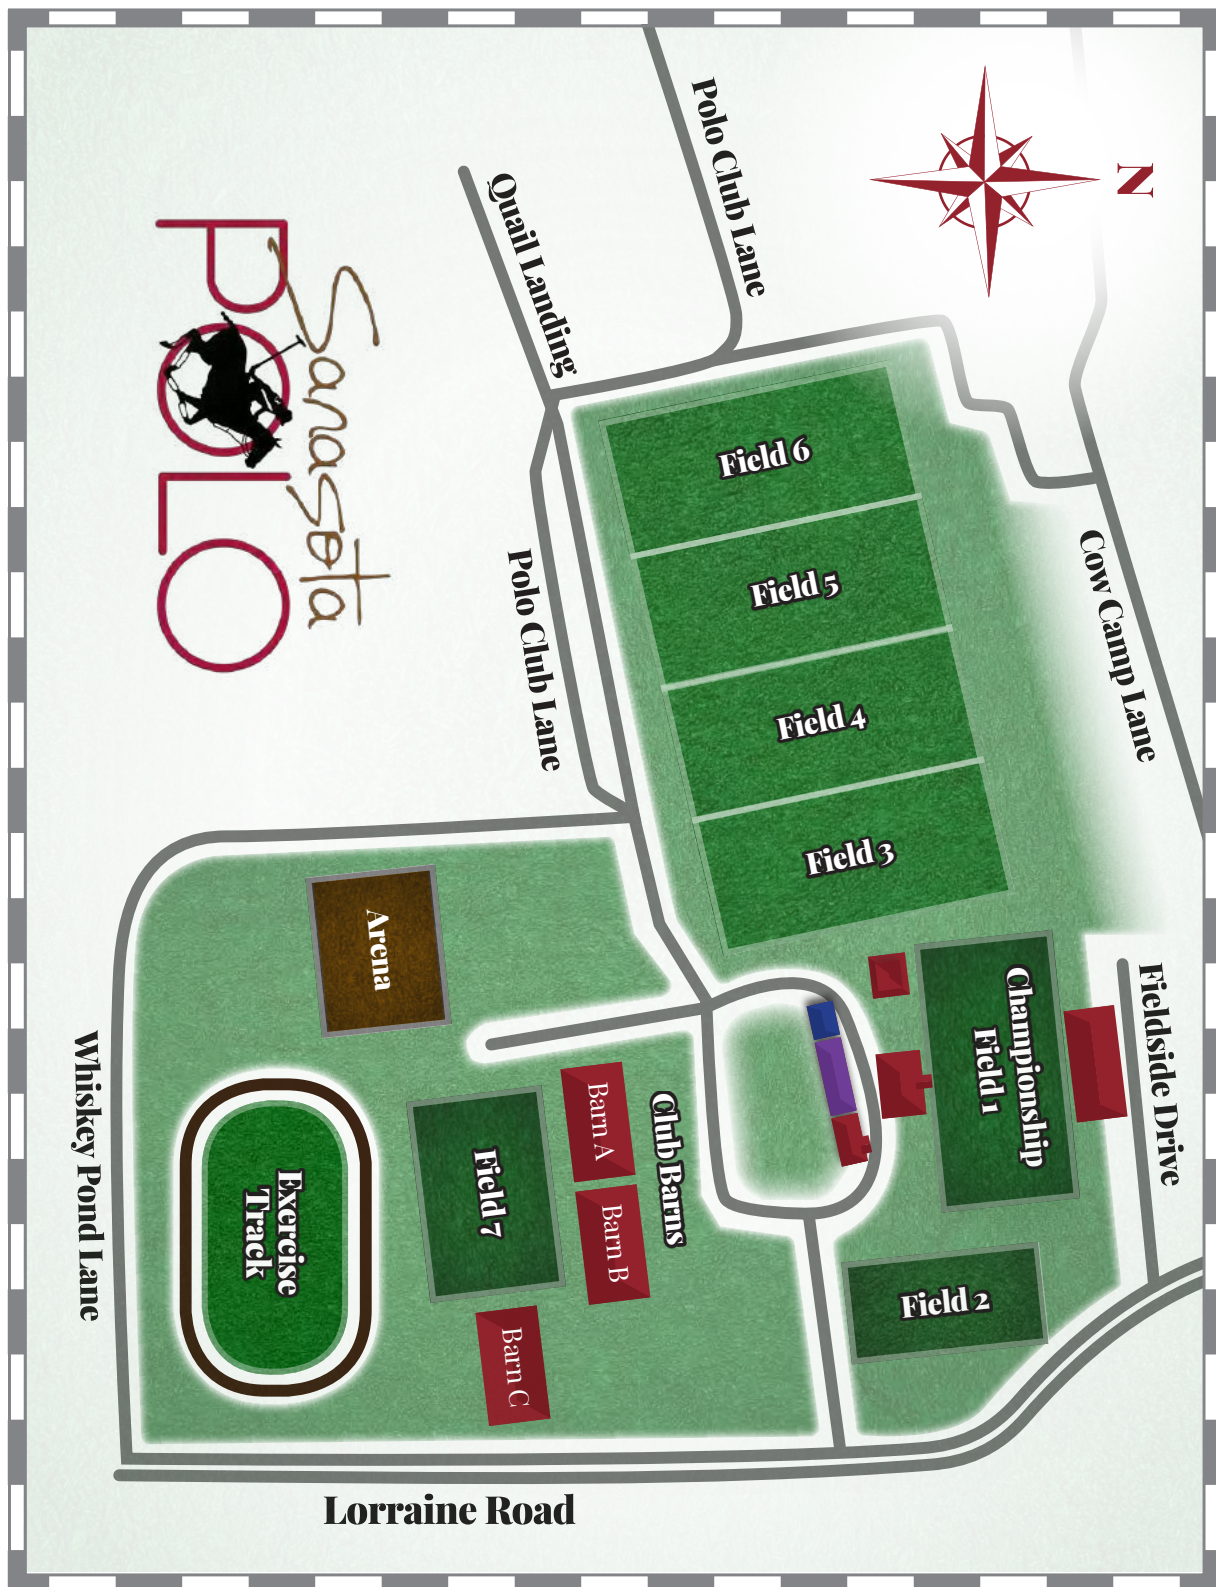 N
Polo Club Lane
Quail Landing
Sarasota
POLO
Field 6
Field 5
Field 4
Field 3
Cow Camp Lane
Polo Club Lane
Arena
Championship
Field 1
Fieldside Drive
Whiskey Pond Lane
Club Barns
Barn A
Barn B
Barn C
Field 7
Exercise
Track
Field 2
Lorraine Road